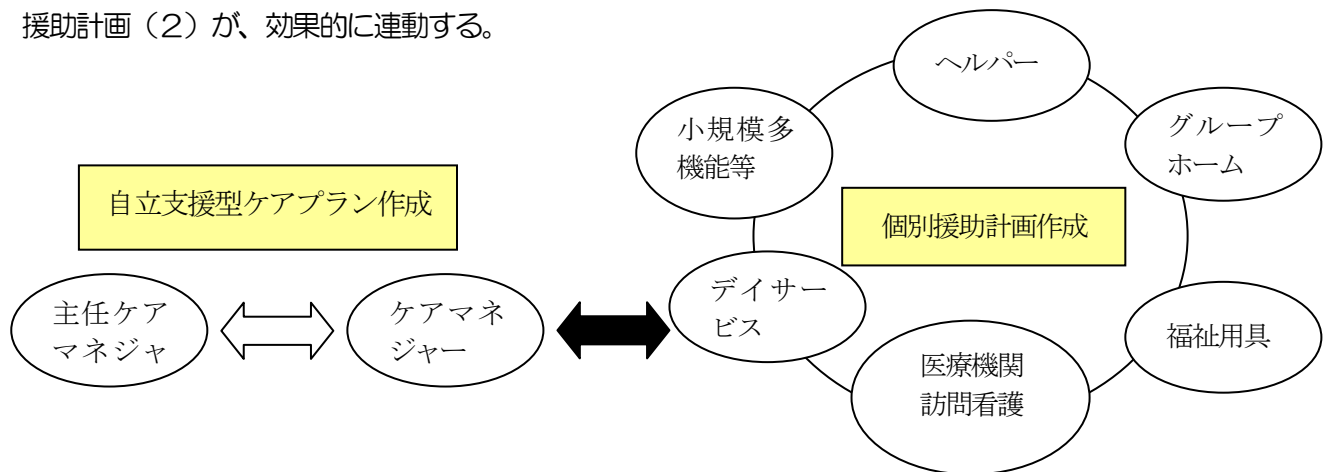 援助計画（２）が、効果的に連動する。
ヘルパー
小規模多
機能等
グループ
ホーム
自立支援型ケアプラン作成
個別援助計画作成
主任ケア
マネジャ
ケアマネ
ジャー
デイサー
ビス
福祉用具
医療機関
訪問看護